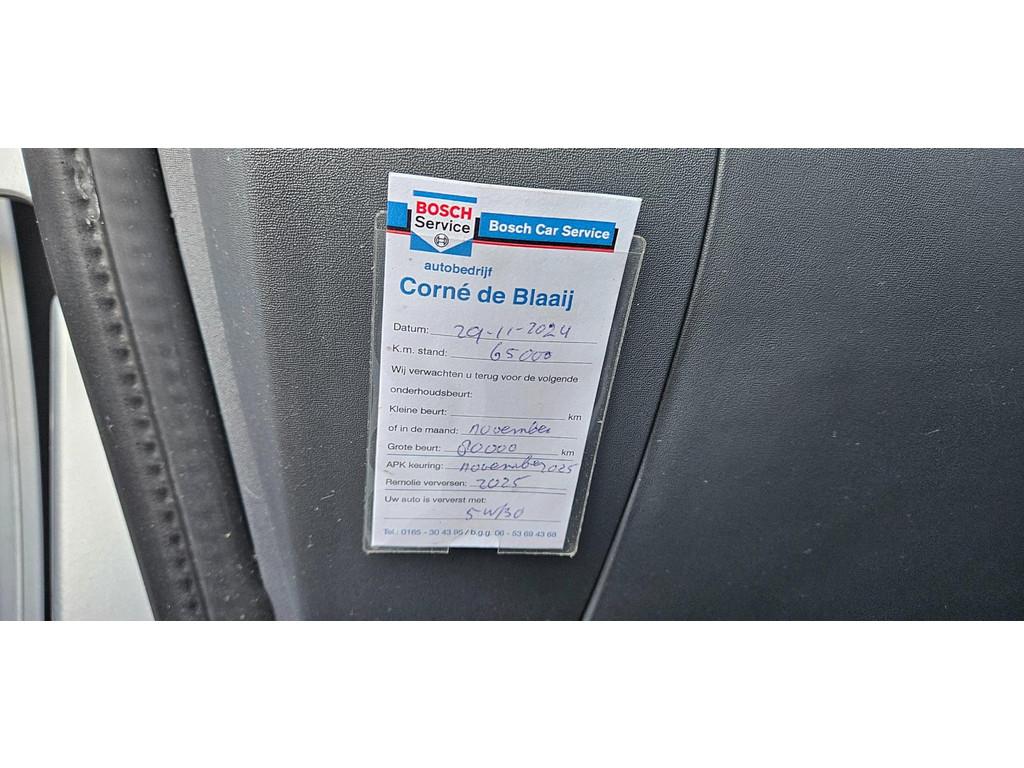 BOSCH
Service
Bosch Car Service
autobedrijf
Corné de Blaaij
Datum: 29-11-2024
K.m. stand: 65000
Wij verwachten u terug voor de volgende
onderhoudsbeurt:
Kleine beurt: km
of in de maand: november
Grote beurt: 80000 km
APK keuring: november 2025
Remolie verversen: 2025
Uw auto is ververst met:
5W/30
Tel.: 0165 - 30 43 95 / b.g.g. 06 - 53 69 43 68